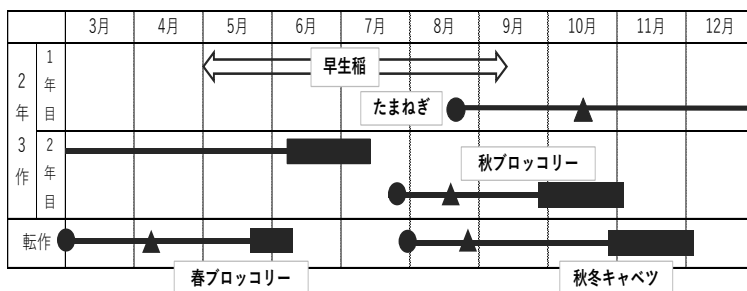 3月 4月 5月 6月 7月 8月 9月 10月 11月 12月
2年3作
1年目
早生稲
たまねぎ
2年目
秋ブロッコリー
転作
春ブロッコリー
秋冬キャベツ